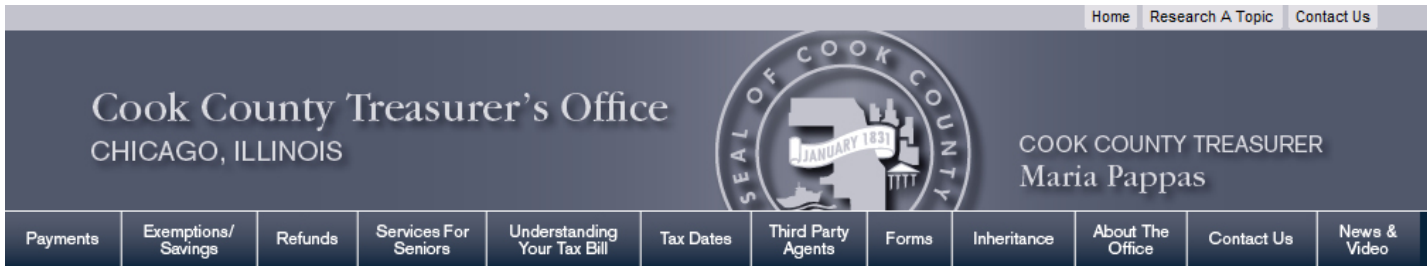 Home Research A Topic Contact Us
Cook County Treasurer's Office
CHICAGO, ILLINOIS
SEAL OF COOK COUNTY
JANUARY 1831
COOK COUNTY TREASURER
Maria Pappas
Payments
Exemptions/
Savings
Refunds
Services For
Seniors
Understanding
Your Tax Bill
Tax Dates
Third Party
Agents
Forms
Inheritance
About The
Office
Contact Us
News &
Video